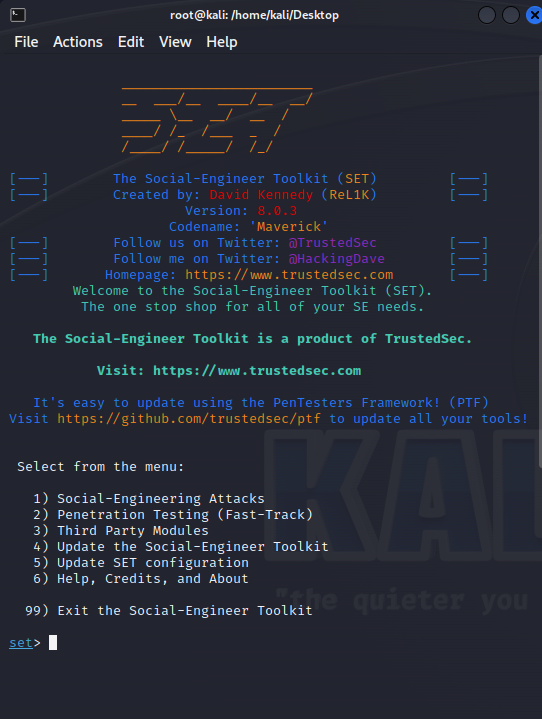 root@kali: /home/kali/Desktop
File Actions Edit View Help
SET
[---] The Social-Engineer Toolkit (SET) [---]
[---] Created by: David Kennedy (ReL1K) [---]
Version: 8.0.3
Codename: 'Maverick'
[---] Follow us on Twitter: @TrustedSec [---]
[---] Follow me on Twitter: @HackingDave [---]
[---] Homepage: https://www.trustedsec.com [---]
Welcome to the Social-Engineer Toolkit (SET).
The one stop shop for all of your SE needs.
The Social-Engineer Toolkit is a product of TrustedSec.
Visit: https://www.trustedsec.com
It's easy to update using the PenTesters Framework! (PTF)
Visit https://github.com/trustedsec/ptf to update all your tools!
Select from the menu:
1) Social-Engineering Attacks
2) Penetration Testing (Fast-Track)
3) Third Party Modules
4) Update the Social-Engineer Toolkit
5) Update SET configuration
6) Help, Credits, and About
99) Exit the Social-Engineer Toolkit
set>
KAL
"the quieter you